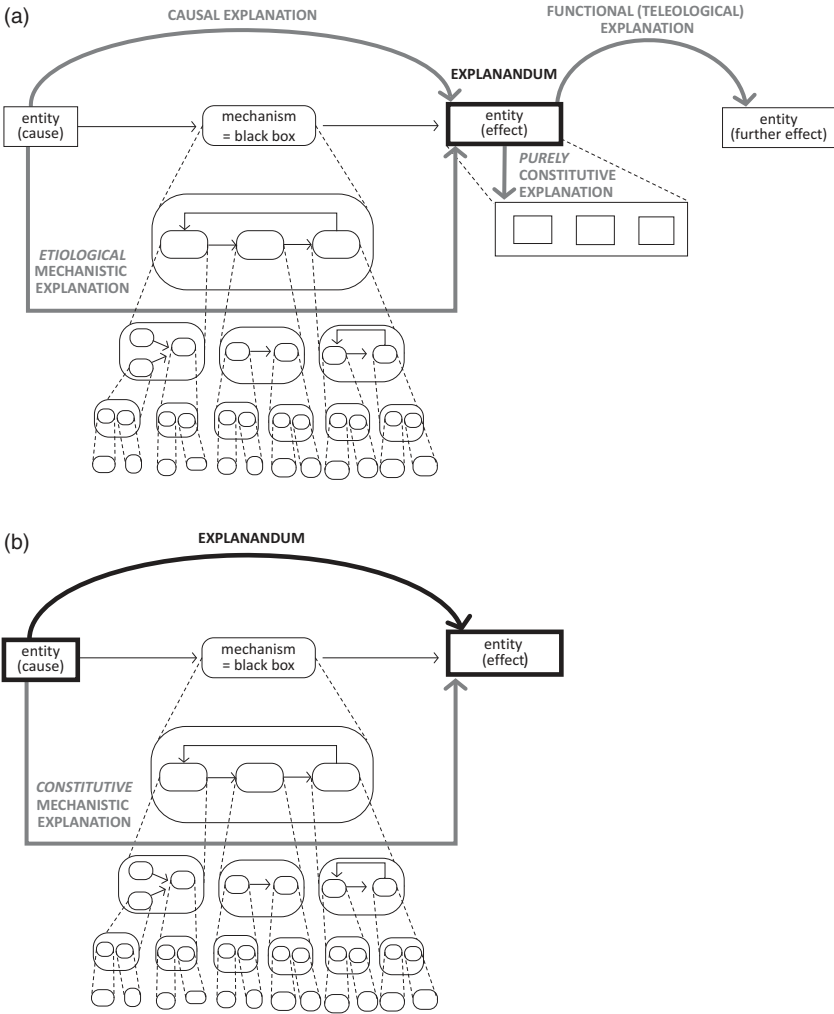 (a)
CAUSAL EXPLANATION
FUNCTIONAL (TELEOLOGICAL)
EXPLANATION
EXPLANANDUM
entity
(cause)
mechanism
= black box
entity
(effect)
entity
(further effect)
PURELY
CONSTITUTIVE
EXPLANATION
ETIOLOGICAL
MECHANISTIC
EXPLANATION
(b)
EXPLANANDUM
entity
(cause)
mechanism
= black box
entity
(effect)
CONSTITUTIVE
MECHANISTIC
EXPLANATION